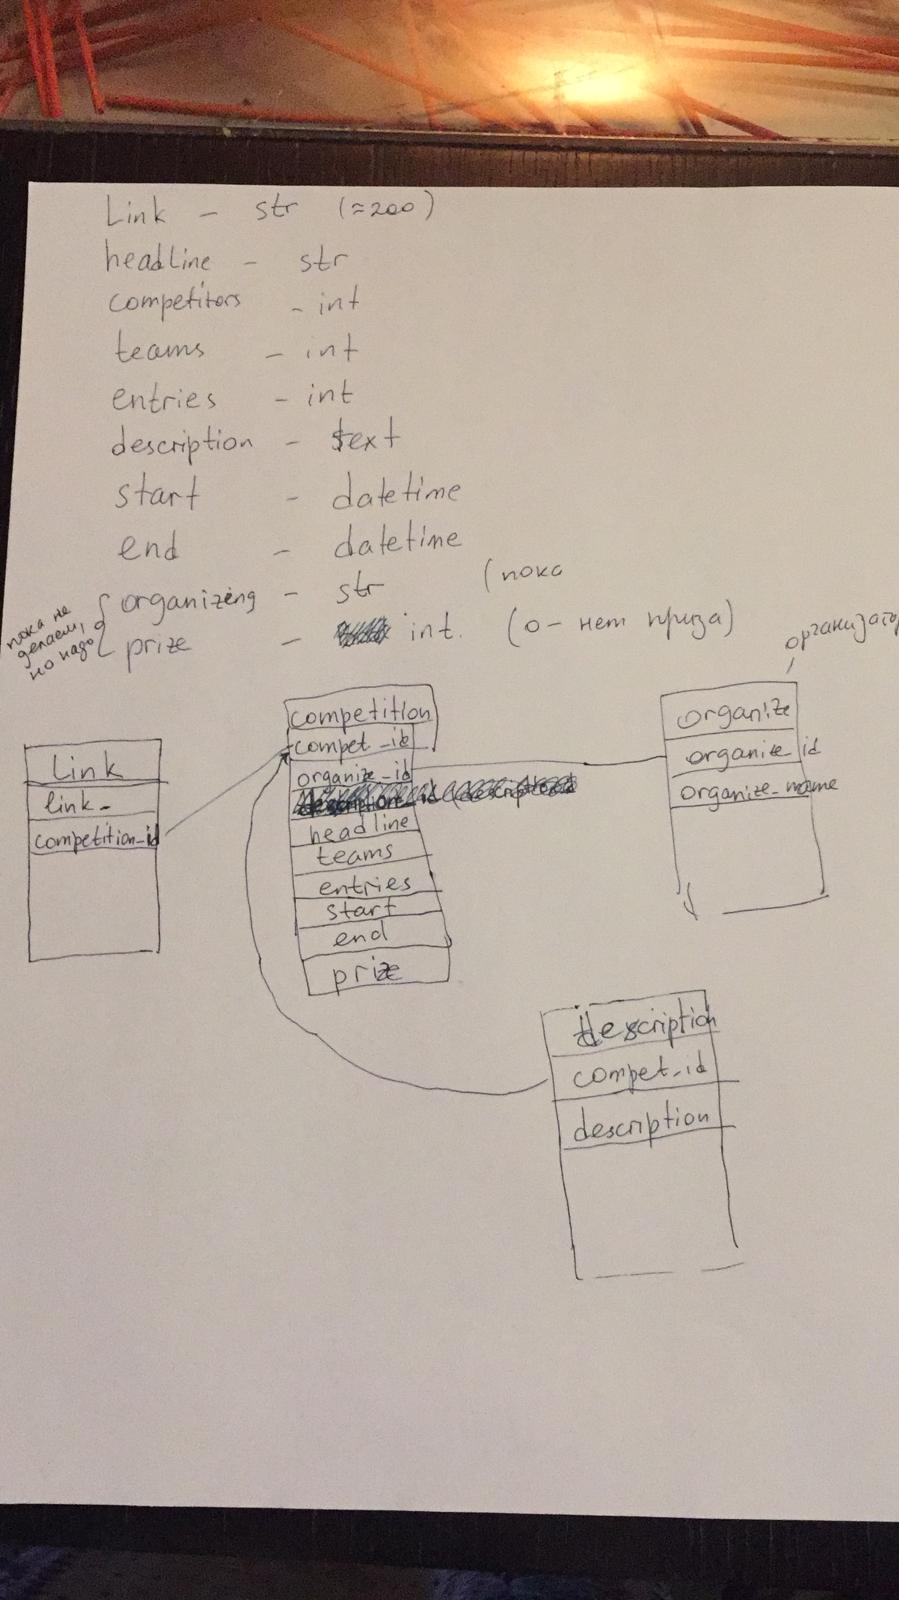 Link - str (≈200)
headline - str
competitors - int
teams - int
entries - int
description - text
start - datetime
end - datetime
organizing - str (пока
prize - int. (0 - нет приза)
пока не
делаем,
но надо
организатор
competition
compet_id
organize_id
headline
teams
entries
start
end
prize
Link
link_
competition_id
organize
organize_id
organize_name
description
compet_id
description